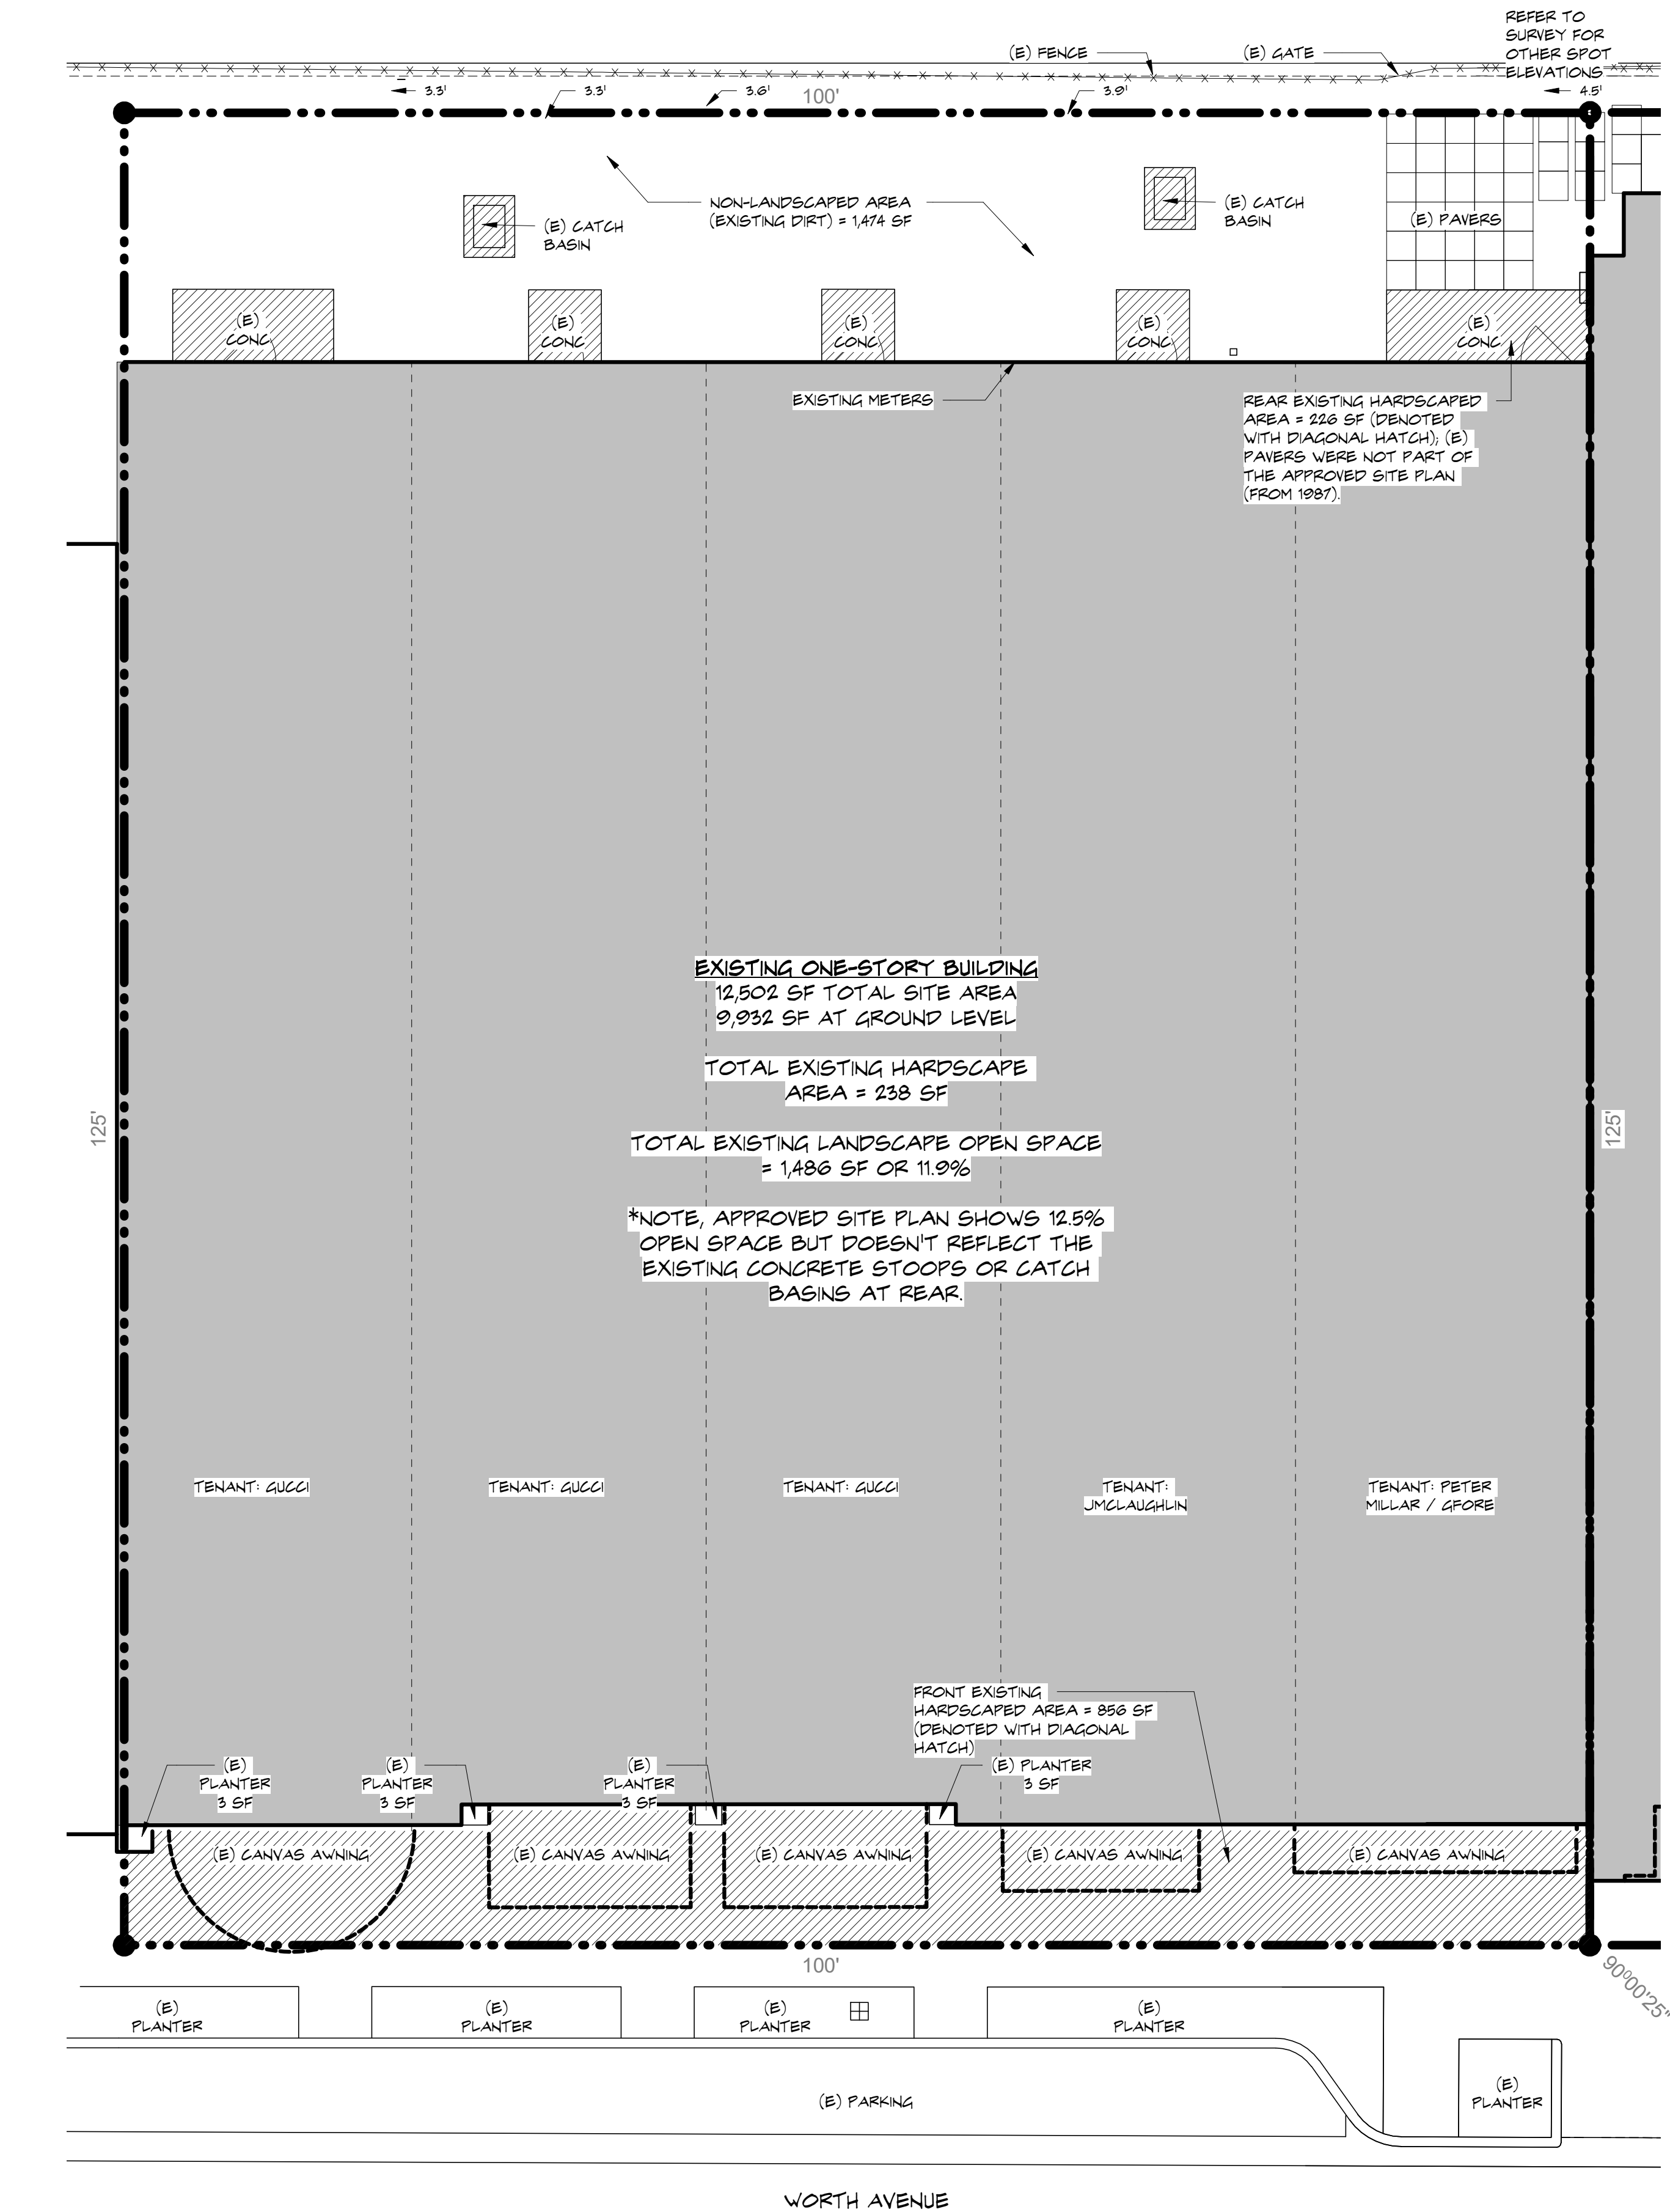 REFER TO
SURVEY FOR
OTHER SPOT
ELEVATIONS
(E) FENCE
(E) GATE
3.3'
3.3'
3.6'
100'
3.9'
4.5'
NON-LANDSCAPED AREA
(EXISTING DIRT) = 1,474 SF
(E) CATCH
BASIN
(E) CATCH
BASIN
(E) PAVERS
(E)
CONC
(E)
CONC
(E)
CONC
(E)
CONC
(E)
CONC
EXISTING METERS
REAR EXISTING HARDSCAPED
AREA = 226 SF (DENOTED
WITH DIAGONAL HATCH); (E)
PAVERS WERE NOT PART OF
THE APPROVED SITE PLAN
(FROM 1987).
EXISTING ONE-STORY BUILDING
12,502 SF TOTAL SITE AREA
9,932 SF AT GROUND LEVEL
TOTAL EXISTING HARDSCAPE
AREA = 238 SF
125'
125'
TOTAL EXISTING LANDSCAPE OPEN SPACE
= 1,486 SF OR 11.9%
*NOTE, APPROVED SITE PLAN SHOWS 12.5%
OPEN SPACE BUT DOESN'T REFLECT THE
EXISTING CONCRETE STOOPS OR CATCH
BASINS AT REAR.
TENANT: GUCCI
TENANT: GUCCI
TENANT: GUCCI
TENANT:
JMCLAUGHLIN
TENANT: PETER
MILLAR / GFORE
FRONT EXISTING
HARDSCAPED AREA = 856 SF
(DENOTED WITH DIAGONAL
HATCH)
(E)
PLANTER
3 SF
(E)
PLANTER
3 SF
(E)
PLANTER
3 SF
(E) PLANTER
3 SF
(E) CANVAS AWNING
(E) CANVAS AWNING
(E) CANVAS AWNING
(E) CANVAS AWNING
(E) CANVAS AWNING
100'
90°00'25"
(E)
PLANTER
(E)
PLANTER
(E)
PLANTER
(E)
PLANTER
(E)
PLANTER
(E) PARKING
WORTH AVENUE